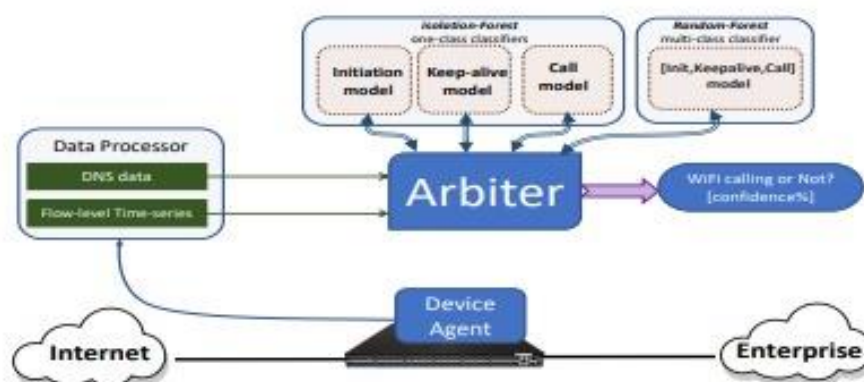 Isolation-Forest
one-class classifiers
Initiation
model
Keep-alive
model
Call
model
Random-Forest
multi-class classifier
[Init,Keepalive,Call]
model
Data Processor
DNS data
Flow-level Time-series
Arbiter
WiFi calling or Not?
[confidence%]
Device
Agent
Internet
Enterprise